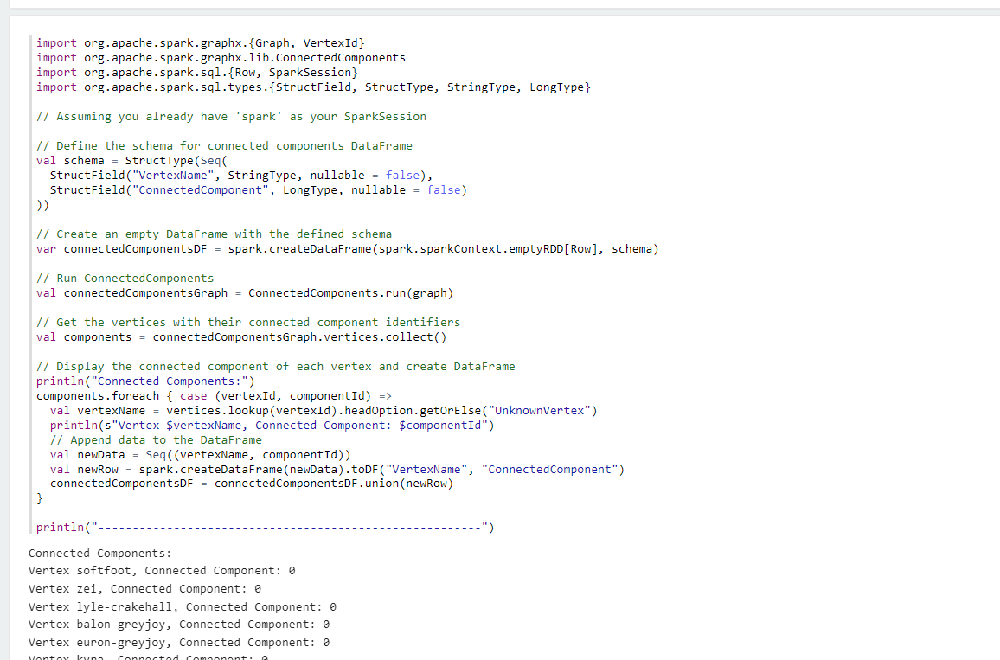 import org.apache.spark.graphx.{Graph, VertexId}
import org.apache.spark.graphx.lib.ConnectedComponents
import org.apache.spark.sql.{Row, SparkSession}
import org.apache.spark.sql.types.{StructField, StructType, StringType, LongType}

// Assuming you already have 'spark' as your SparkSession

// Define the schema for connected components DataFrame
val schema = StructType(Seq(
  StructField("VertexName", StringType, nullable = false),
  StructField("ConnectedComponent", LongType, nullable = false)
))

// Create an empty DataFrame with the defined schema
var connectedComponentsDF = spark.createDataFrame(spark.sparkContext.emptyRDD[Row], schema)

// Run ConnectedComponents
val connectedComponentsGraph = ConnectedComponents.run(graph)

// Get the vertices with their connected component identifiers
val components = connectedComponentsGraph.vertices.collect()

// Display the connected component of each vertex and create DataFrame
println("Connected Components:")
components.foreach { case (vertexId, componentId) =>
  val vertexName = vertices.lookup(vertexId).headOption.getOrElse("UnknownVertex")
  println(s"Vertex $vertexName, Connected Component: $componentId")
  // Append data to the DataFrame
  val newData = Seq((vertexName, componentId))
  val newRow = spark.createDataFrame(newData).toDF("VertexName", "ConnectedComponent")
  connectedComponentsDF = connectedComponentsDF.union(newRow)
}

println("--------------------------------------------------------")
Connected Components:
Vertex softfoot, Connected Component: 0
Vertex zei, Connected Component: 0
Vertex lyle-crakehall, Connected Component: 0
Vertex balon-greyjoy, Connected Component: 0
Vertex euron-greyjoy, Connected Component: 0
Vertex kyra, Connected Component: 0